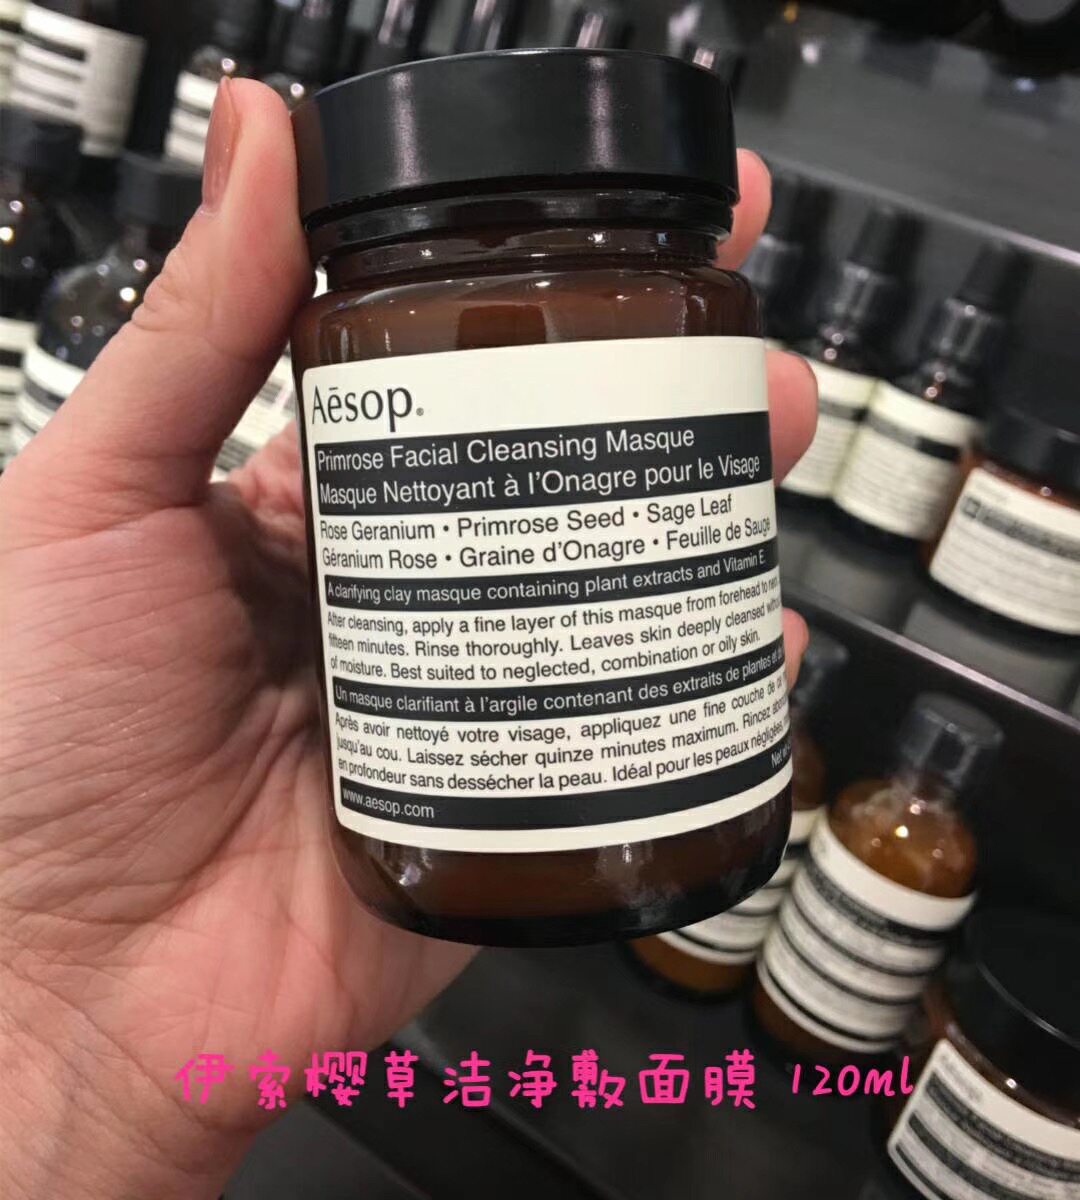 Aēsop®
Primrose Facial Cleansing Masque
Masque Nettoyant à l'Onagre pour le Visage
Rose Geranium • Primrose Seed • Sage Leaf
Géranium Rose • Graine d'Onagre • Feuille de Sauge
A clarifying clay masque containing plant extracts and Vitamin E.
After cleansing, apply a fine layer of this masque from forehead to
fifteen minutes. Rinse thoroughly. Leaves skin deeply cleansed
of moisture. Best suited to neglected, combination or oily skin.
Un masque clarifiant à l'argile contenant des extraits de plantes et
Après avoir nettoyé votre visage, appliquez une fine couche de
jusqu'au cou. Laissez sécher quinze minutes maximum. Rincez
en profondeur sans dessécher la peau. Idéal pour les peaux négligées,
Net
www.aesop.com
伊索樱草洁净敷面膜 120ml